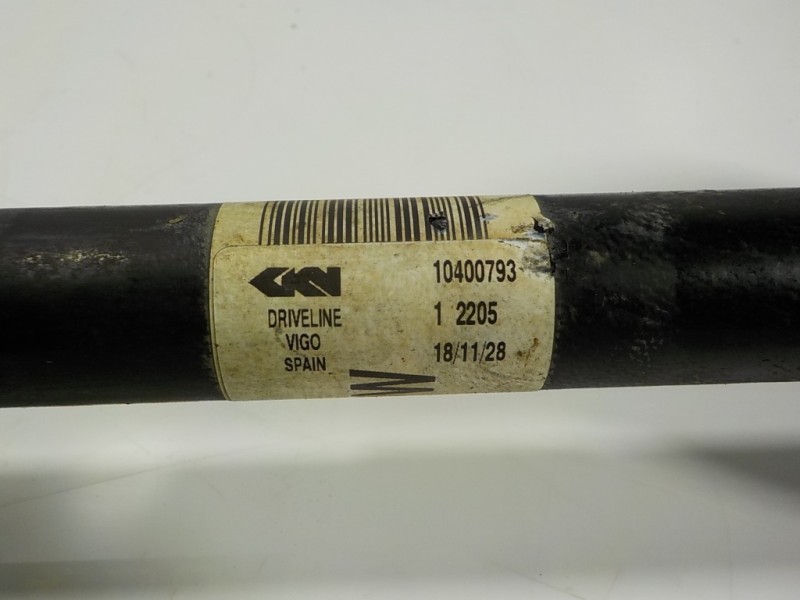 GKN
10400793
DRIVELINE
1 2205
VIGO
18/11/28
SPAIN
W